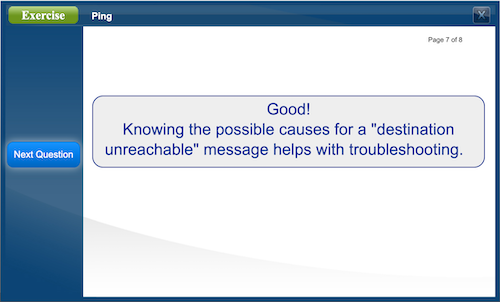 Exercise Ping X
Page 7 of 8
Good!
Knowing the possible causes for a "destination
unreachable" message helps with troubleshooting.
Next Question